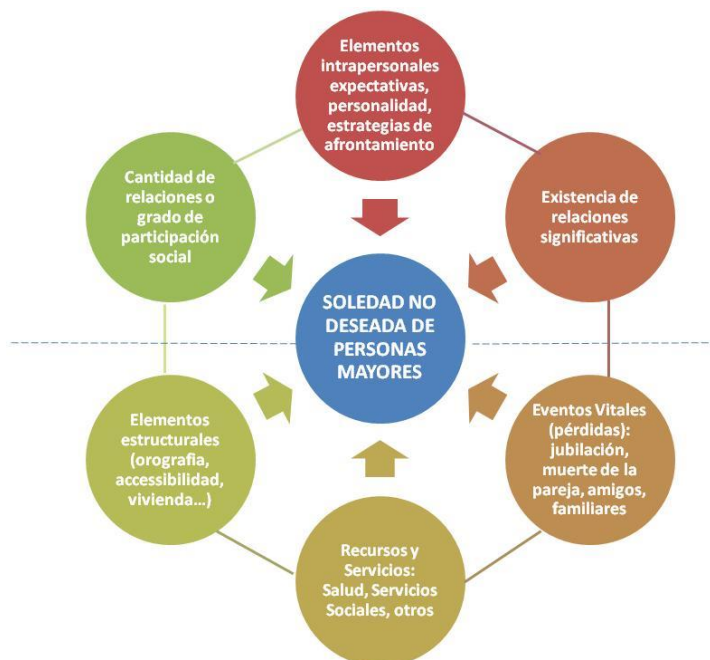 Elementos
intrapersonales
expectativas,
personalidad,
estrategias de
afrontamiento
Cantidad de
relaciones o
grado de
participación
social
Existencia de
relaciones
significativas
SOLEDAD NO
DESEADA DE
PERSONAS
MAYORES
Elementos
estructurales
(orografia,
accessibilidad,
vivienda...)
Eventos Vitales
(pérdidas):
jubilación,
muerte de la
pareja, amigos,
familiares
Recursos y
Servicios:
Salud, Servicios
Sociales, otros